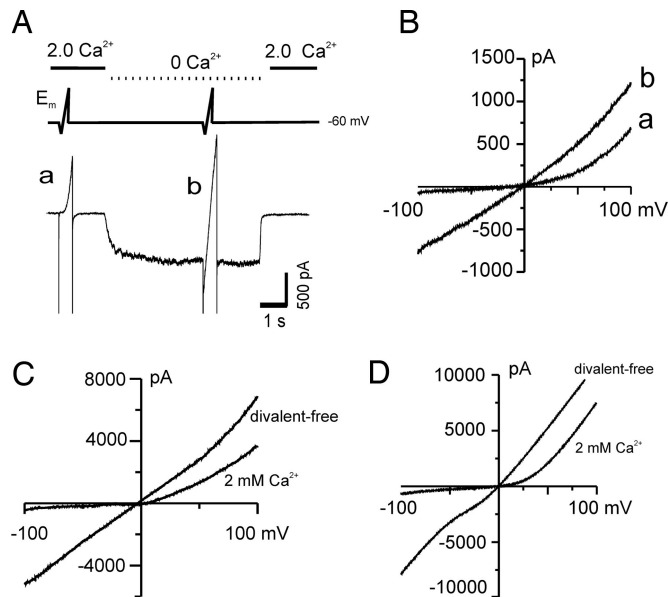 A
2.0 Ca²⁺
0 Ca²⁺
2.0 Ca²⁺
Eₘ
-60 mV
a
b
500 pA
1 s
B
pA
1500
1250
1000
500
b
a
-100
100 mV
-500
-1000
C
8000
pA
divalent-free
4000
2 mM Ca²⁺
-100
100 mV
-4000
D
10000
pA
divalent-free
5000
2 mM Ca²⁺
-100
100 mV
-5000
-10000